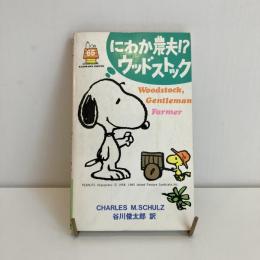 65
にわか農夫!?
ウッドストック
Woodstock,
Gentleman
Farmer
CHARLES M.SCHULZ
谷川俊太郎 訳